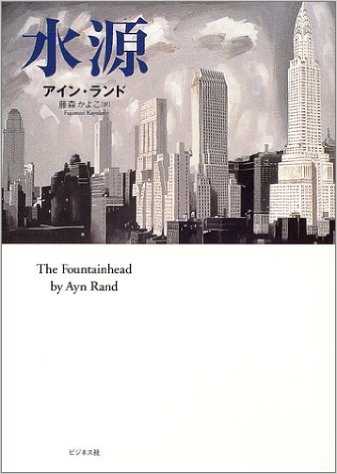 水源
アイン・ランド
藤森かよこ 訳
Fujimori Kayoko
The Fountainhead
by Ayn Rand
ビジネス社